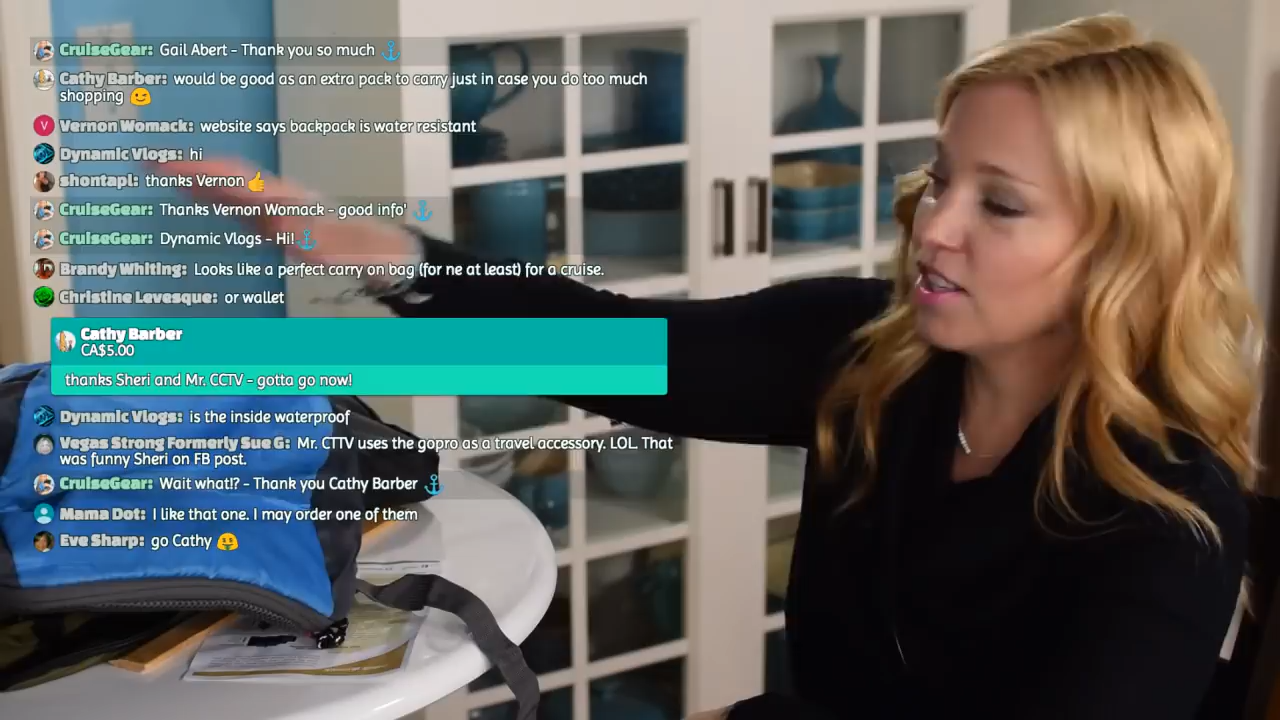 CruiseGear: Gail Abert - Thank you so much ⚓
Cathy Barber: would be good as an extra pack to carry just in case you do too much
shopping 😉
V Vernon Womack: website says backpack is water resistant
Dynamic Vlogs: hi
shontapl: thanks Vernon 👍
CruiseGear: Thanks Vernon Womack - good info' ⚓
CruiseGear: Dynamic Vlogs - Hi!⚓
Brandy Whiting: Looks like a perfect carry on bag (for ne at least) for a cruise.
Christine Levesque: or wallet
Cathy Barber
CA$5.00
thanks Sheri and Mr. CCTV - gotta go now!
Dynamic Vlogs: is the inside waterproof
Vegas Strong Formerly Sue G: Mr. CTTV uses the gopro as a travel accessory. LOL. That
was funny Sheri on FB post.
CruiseGear: Wait what!? - Thank you Cathy Barber ⚓
Mama Dot: I like that one. I may order one of them
Eve Sharp: go Cathy 🤑